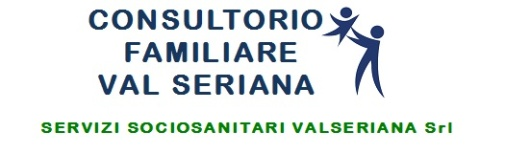 CONSULTORIO
FAMILIARE
VAL SERIANA
SERVIZI SOCIOSANITARI VALSERIANA Srl